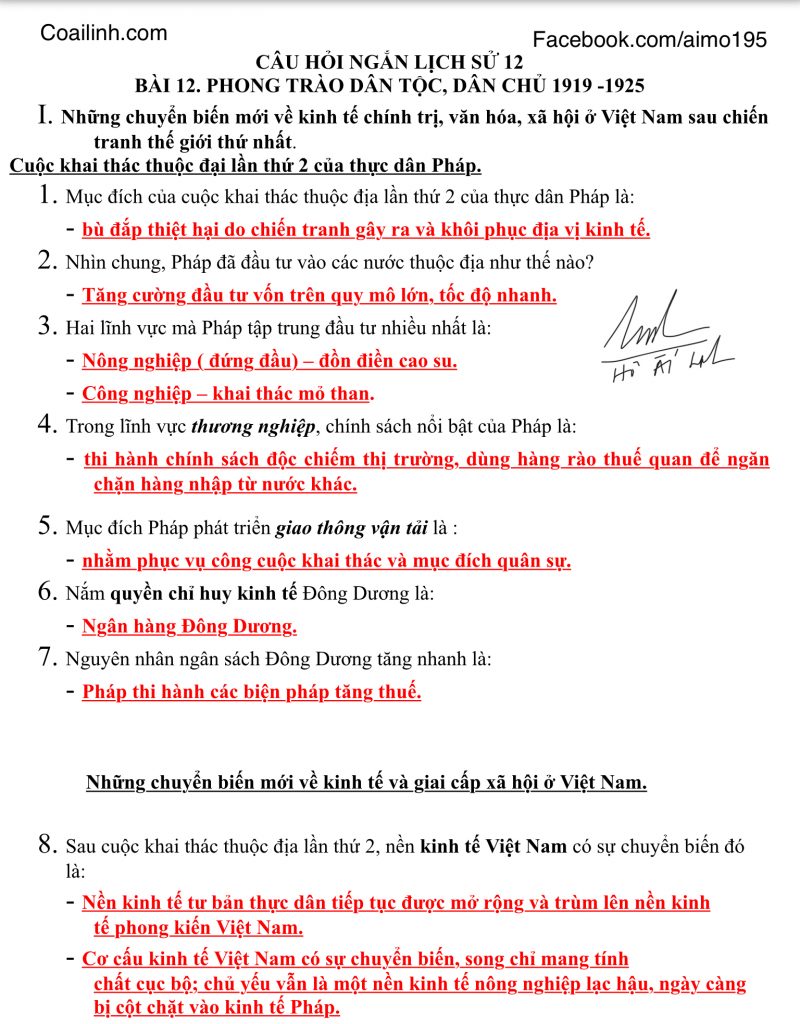 Coailinh.com
Facebook.com/aimo195
CÂU HỎI NGẮN LỊCH SỬ 12
BÀI 12. PHONG TRÀO DÂN TỘC, DÂN CHỦ 1919 -1925
I. Những chuyển biến mới về kinh tế chính trị, văn hóa, xã hội ở Việt Nam sau chiến
tranh thế giới thứ nhất.
Cuộc khai thác thuộc đại lần thứ 2 của thực dân Pháp.
1. Mục đích của cuộc khai thác thuộc địa lần thứ 2 của thực dân Pháp là:
- bù đắp thiệt hại do chiến tranh gây ra và khôi phục địa vị kinh tế.
2. Nhìn chung, Pháp đã đầu tư vào các nước thuộc địa như thế nào?
- Tăng cường đầu tư vốn trên quy mô lớn, tốc độ nhanh.
3. Hai lĩnh vực mà Pháp tập trung đầu tư nhiều nhất là:
- Nông nghiệp ( đứng đầu) – đồn điền cao su.
- Công nghiệp – khai thác mỏ than.
Hồ Ái Linh
4. Trong lĩnh vực thương nghiệp, chính sách nổi bật của Pháp là:
- thi hành chính sách độc chiếm thị trường, dùng hàng rào thuế quan để ngăn
chặn hàng nhập từ nước khác.
5. Mục đích Pháp phát triển giao thông vận tải là :
- nhằm phục vụ công cuộc khai thác và mục đích quân sự.
6. Nắm quyền chỉ huy kinh tế Đông Dương là:
- Ngân hàng Đông Dương.
7. Nguyên nhân ngân sách Đông Dương tăng nhanh là:
- Pháp thi hành các biện pháp tăng thuế.
Những chuyển biến mới về kinh tế và giai cấp xã hội ở Việt Nam.
8. Sau cuộc khai thác thuộc địa lần thứ 2, nền kinh tế Việt Nam có sự chuyển biến đó
là:
- Nền kinh tế tư bản thực dân tiếp tục được mở rộng và trùm lên nền kinh
tế phong kiến Việt Nam.
- Cơ cấu kinh tế Việt Nam có sự chuyển biến, song chỉ mang tính
chất cục bộ; chủ yếu vẫn là một nền kinh tế nông nghiệp lạc hậu, ngày càng
bị cột chặt vào kinh tế Pháp.